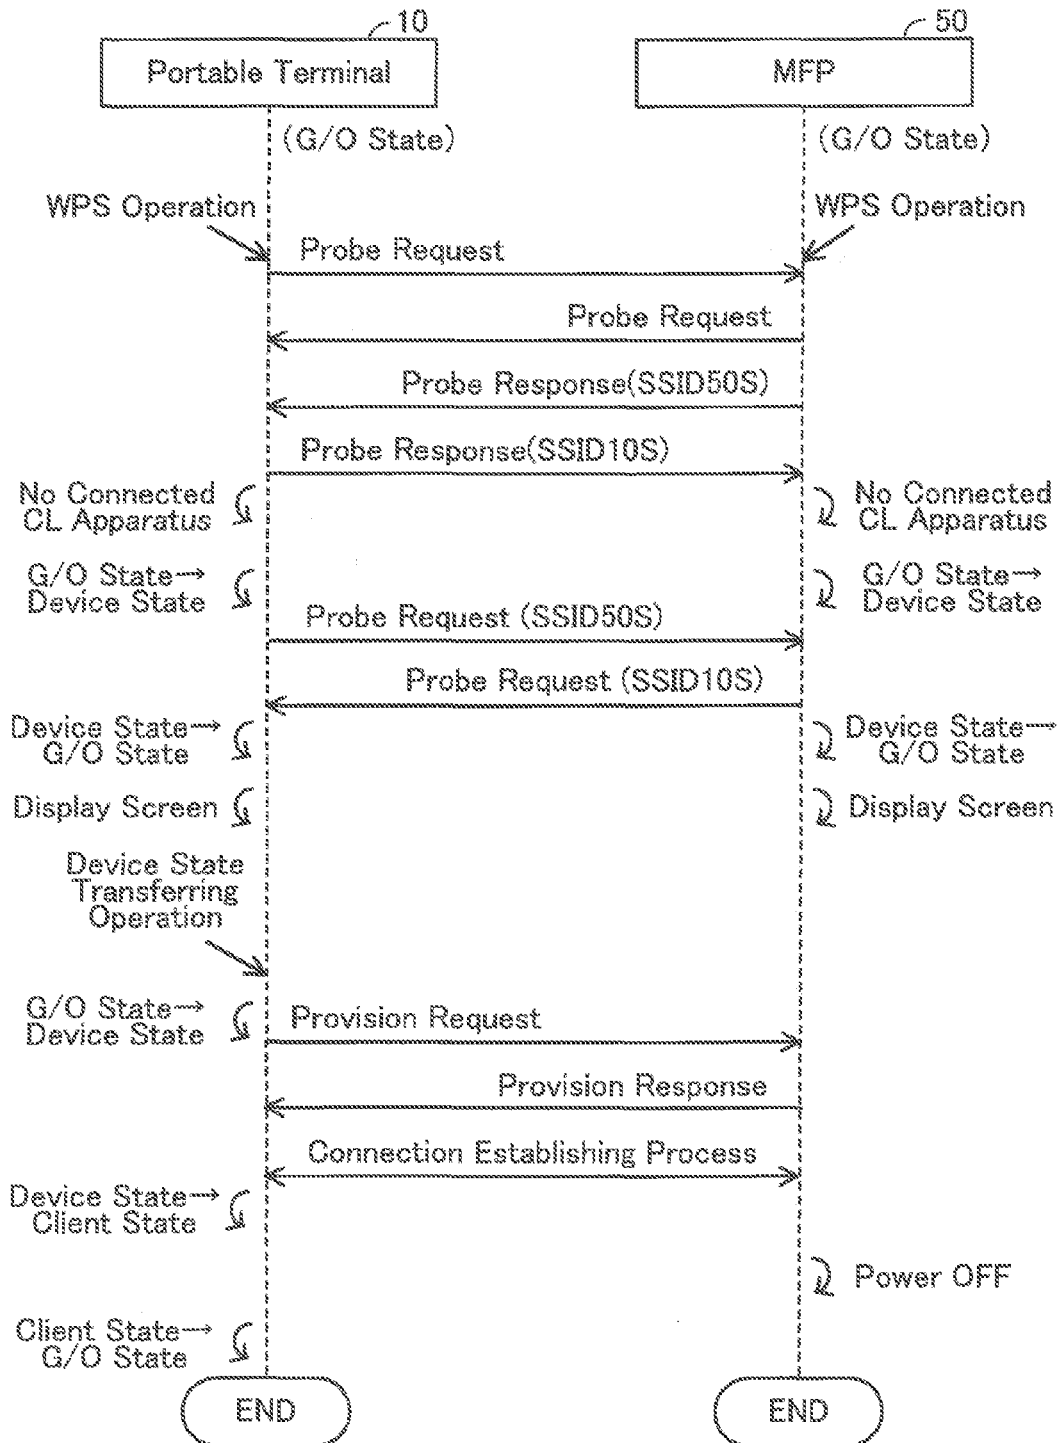 10
50
Portable Terminal
MFP
(G/O State)
(G/O State)
WPS Operation
WPS Operation
Probe Request
Probe Request
Probe Response(SSID50S)
Probe Response(SSID10S)
No Connected
CL Apparatus
No Connected
CL Apparatus
G/O State→
Device State
G/O State→
Device State
Probe Request (SSID50S)
Probe Request (SSID10S)
Device State→
G/O State
Device State→
G/O State
Display Screen
Display Screen
Device State
Transferring
Operation
G/O State→
Device State
Provision Request
Provision Response
Connection Establishing Process
Device State→
Client State
Power OFF
Client State→
G/O State
END
END